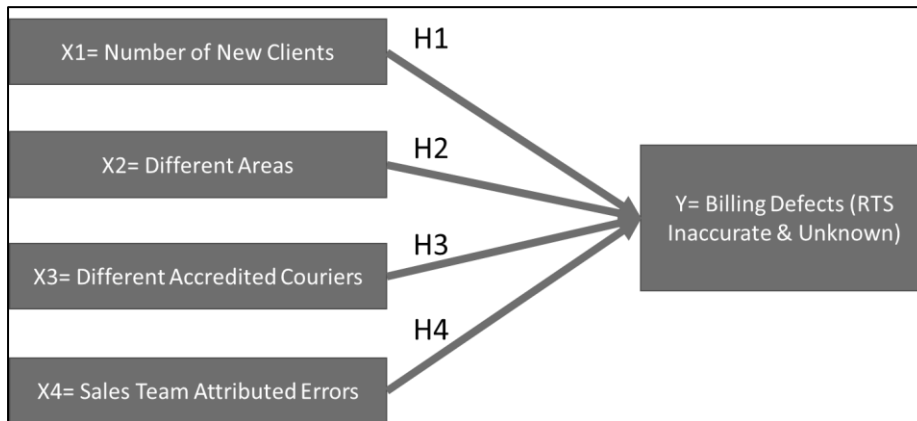 X1= Number of New Clients
H1
X2= Different Areas
H2
X3= Different Accredited Couriers
H3
X4= Sales Team Attributed Errors
H4
Y= Billing Defects (RTS
Inaccurate & Unknown)